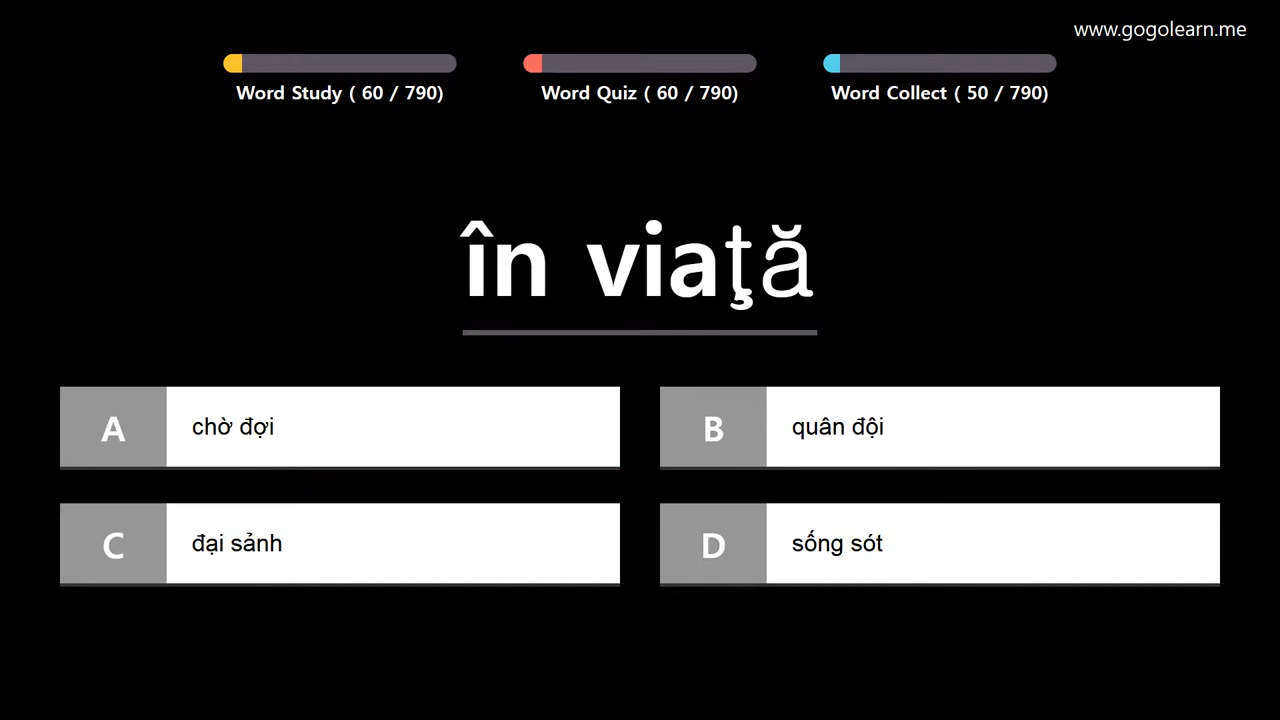 www.gogolearn.me
Word Study ( 60 / 790)
Word Quiz ( 60 / 790)
Word Collect ( 50 / 790)
în viaţă
A chờ đợi
B quân đội
C đại sảnh
D sống sót